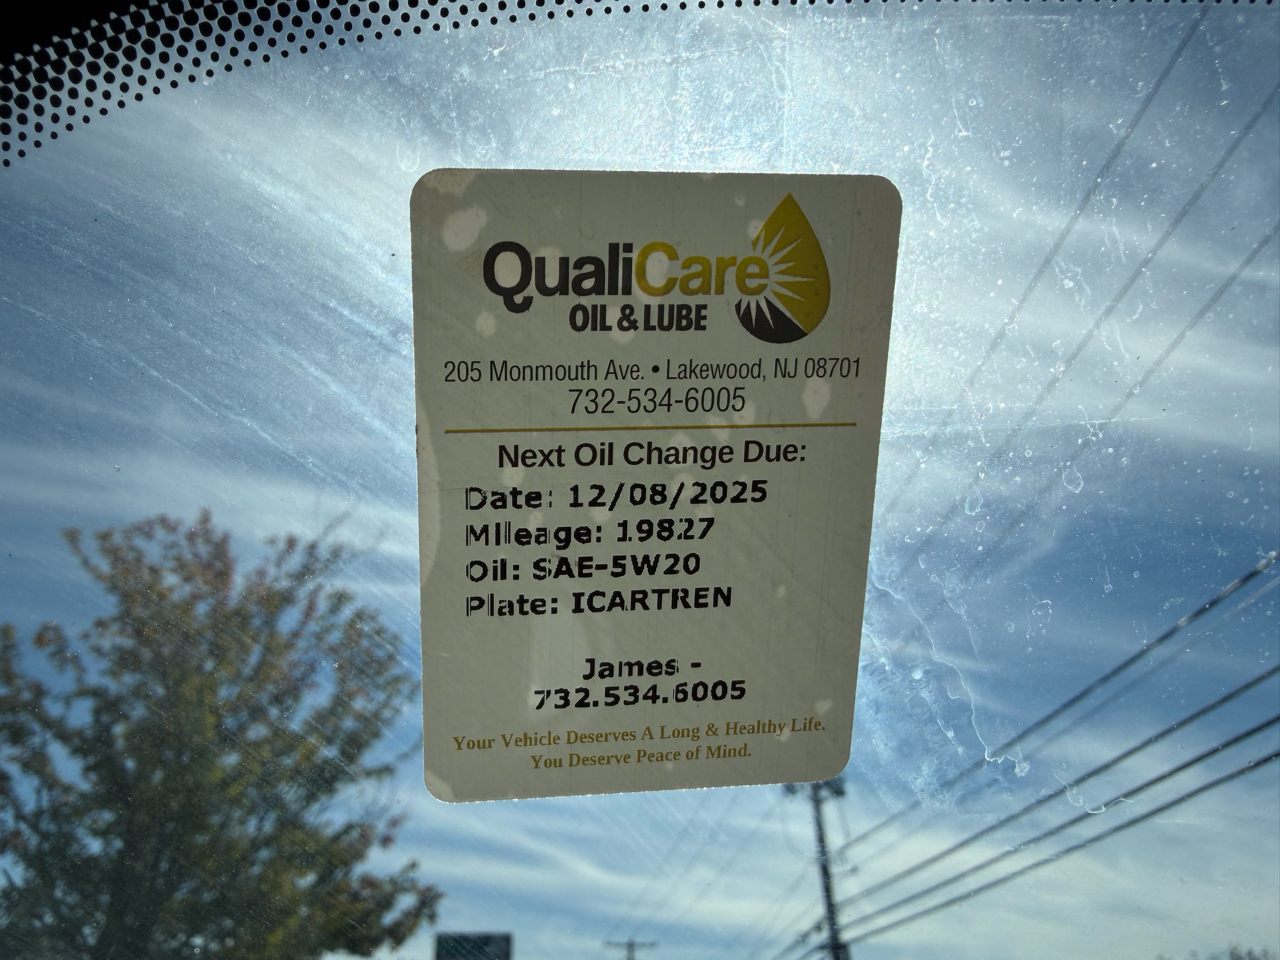 QualiCare
OIL & LUBE
205 Monmouth Ave. • Lakewood, NJ 08701
732-534-6005
Next Oil Change Due:
Date: 12/08/2025
Mileage: 19827
Oil: SAE-5W20
Plate: ICARTREN
James -
732.534.6005
Your Vehicle Deserves A Long & Healthy Life.
You Deserve Peace of Mind.